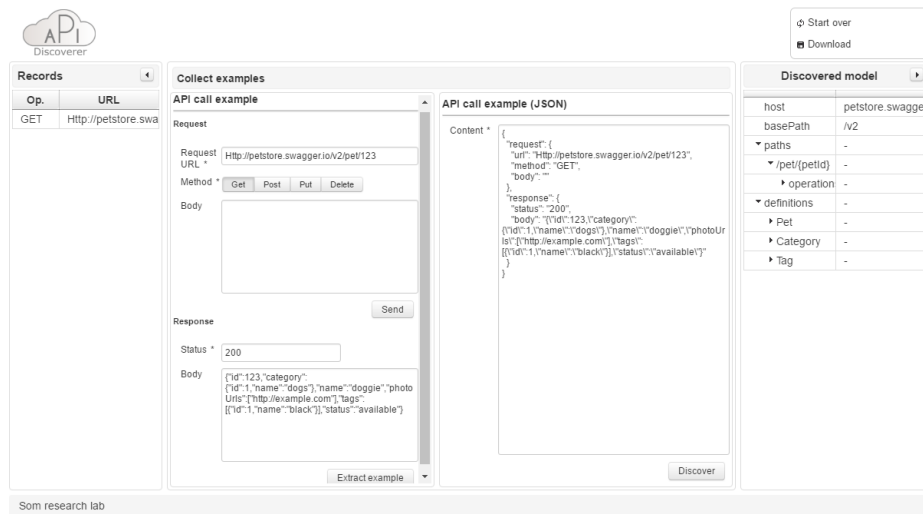 API
Discoverer
Start over
Download
Records
Op. URL
GET Http://petstore.swa
Collect examples
API call example
Request
Request URL * Http://petstore.swagger.io/v2/pet/123
Method * Get Post Put Delete
Body
Send
Response
Status * 200
Body
{"id":123,"category":
{"id":1,"name":"dogs"},"name":"doggie","photo
Urls":["http://example.com"],"tags":
[{"id":1,"name":"black"}],"status":"available"}
Extract example
API call example (JSON)
Content *
{
"request": {
"url": "Http://petstore.swagger.io/v2/pet/123",
"method": "GET",
"body": ""
},
"response": {
"status": "200",
"body": "{\"id\":123,\"category\":
{\"id\":1,\"name\":\"dogs\"},\"name\":\"doggie\",\"photoUr
ls\":[\"http://example.com\"],\"tags\":
[{\"id\":1,\"name\":\"black\"}],\"status\":\"available\"}"
}
}
Discover
Discovered model
host petstore.swagge
basePath /v2
paths -
/pet/{petId} -
operation -
definitions -
Pet -
Category -
Tag -
Som research lab